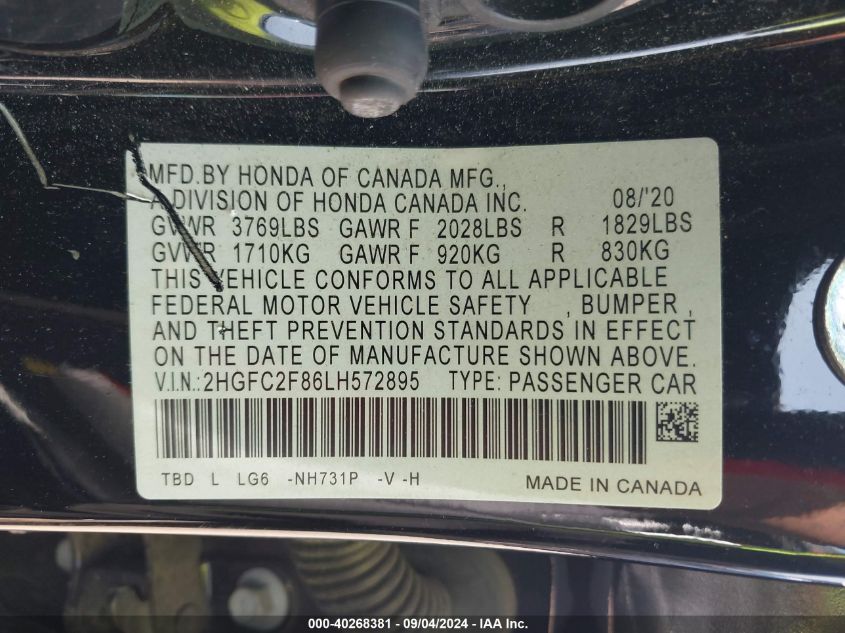 MFD.BY HONDA OF CANADA MFG.,
A DIVISION OF HONDA CANADA INC. 08/'20
GVWR 3769LBS GAWR F 2028LBS R 1829LBS
GVWR 1710KG GAWR F 920KG R 830KG
THIS VEHICLE CONFORMS TO ALL APPLICABLE
FEDERAL MOTOR VEHICLE SAFETY , BUMPER ,
AND THEFT PREVENTION STANDARDS IN EFFECT
ON THE DATE OF MANUFACTURE SHOWN ABOVE.
V.I.N.:2HGFC2F86LH572895 TYPE: PASSENGER CAR
TBD L LG6 -NH731P -V -H MADE IN CANADA
000-40268381 - 09/04/2024 - IAA Inc.